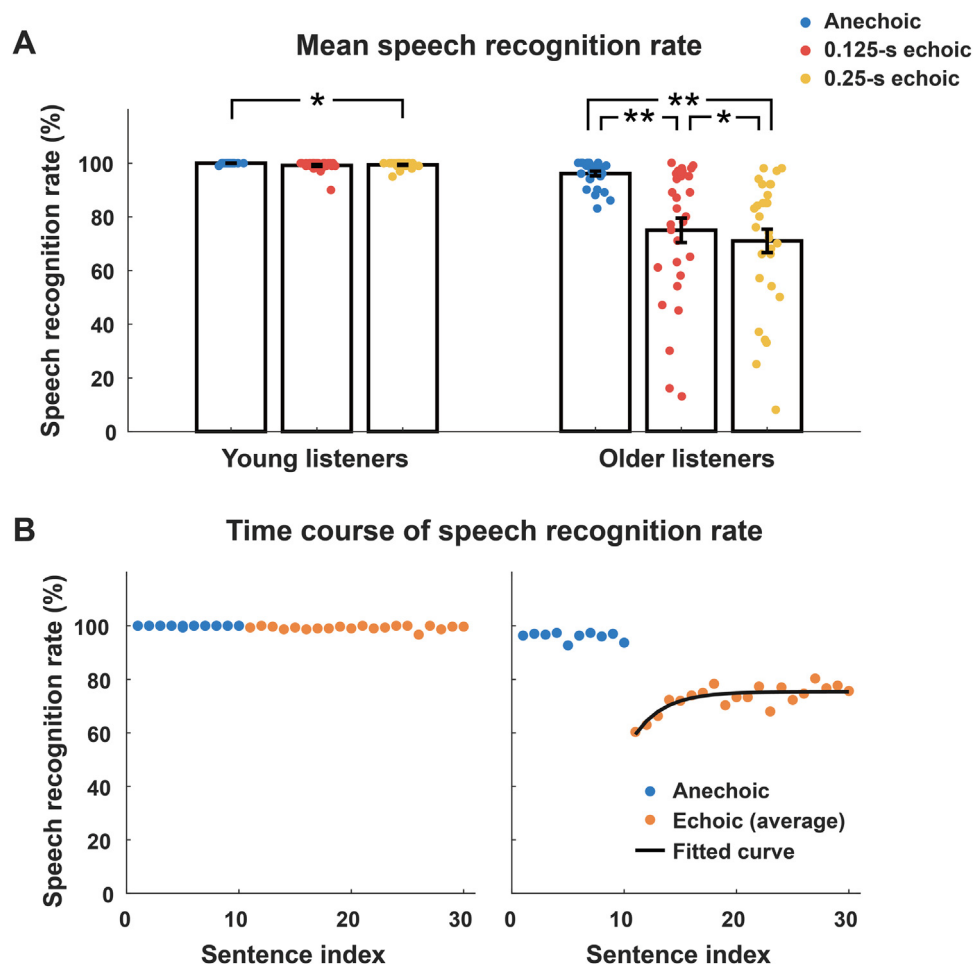 A
Mean speech recognition rate
Anechoic
0.125-s echoic
0.25-s echoic
Speech recognition rate (%)
100
80
60
40
20
0
*
**
**
*
Young listeners
Older listeners
B
Time course of speech recognition rate
Speech recognition rate (%)
100
80
60
40
20
0
0
10
20
30
Sentence index
Anechoic
Echoic (average)
Fitted curve
0
10
20
30
Sentence index